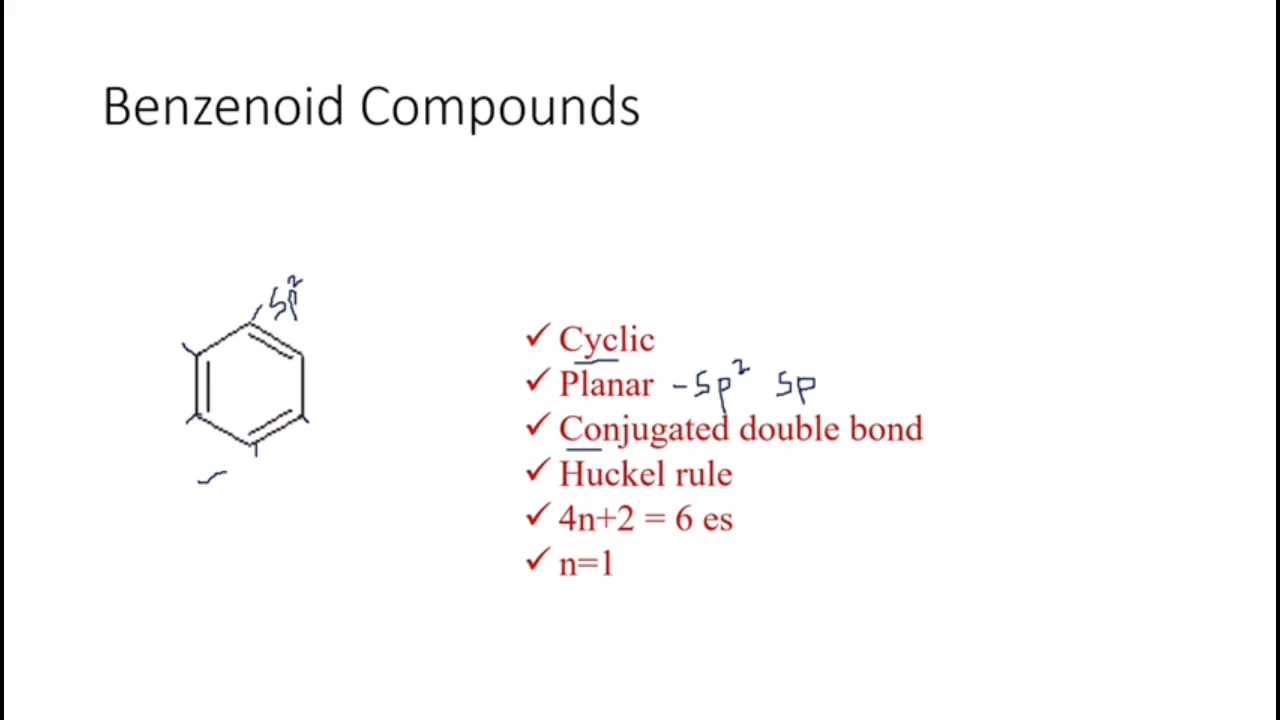 Benzenoid Compounds
sp²
✓ Cyclic
✓ Planar - sp² sp
✓ Conjugated double bond
✓ Huckel rule
✓ 4n+2 = 6 es
✓ n=1